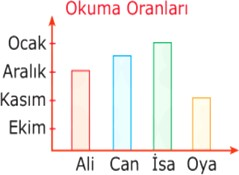 Okuma Oranları
Ocak
Aralık
Kasım
Ekim
Ali Can İsa Oya